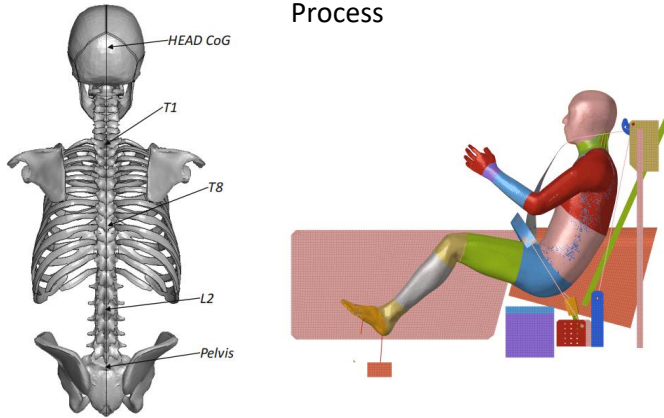 Process
HEAD CoG
T1
T8
L2
Pelvis